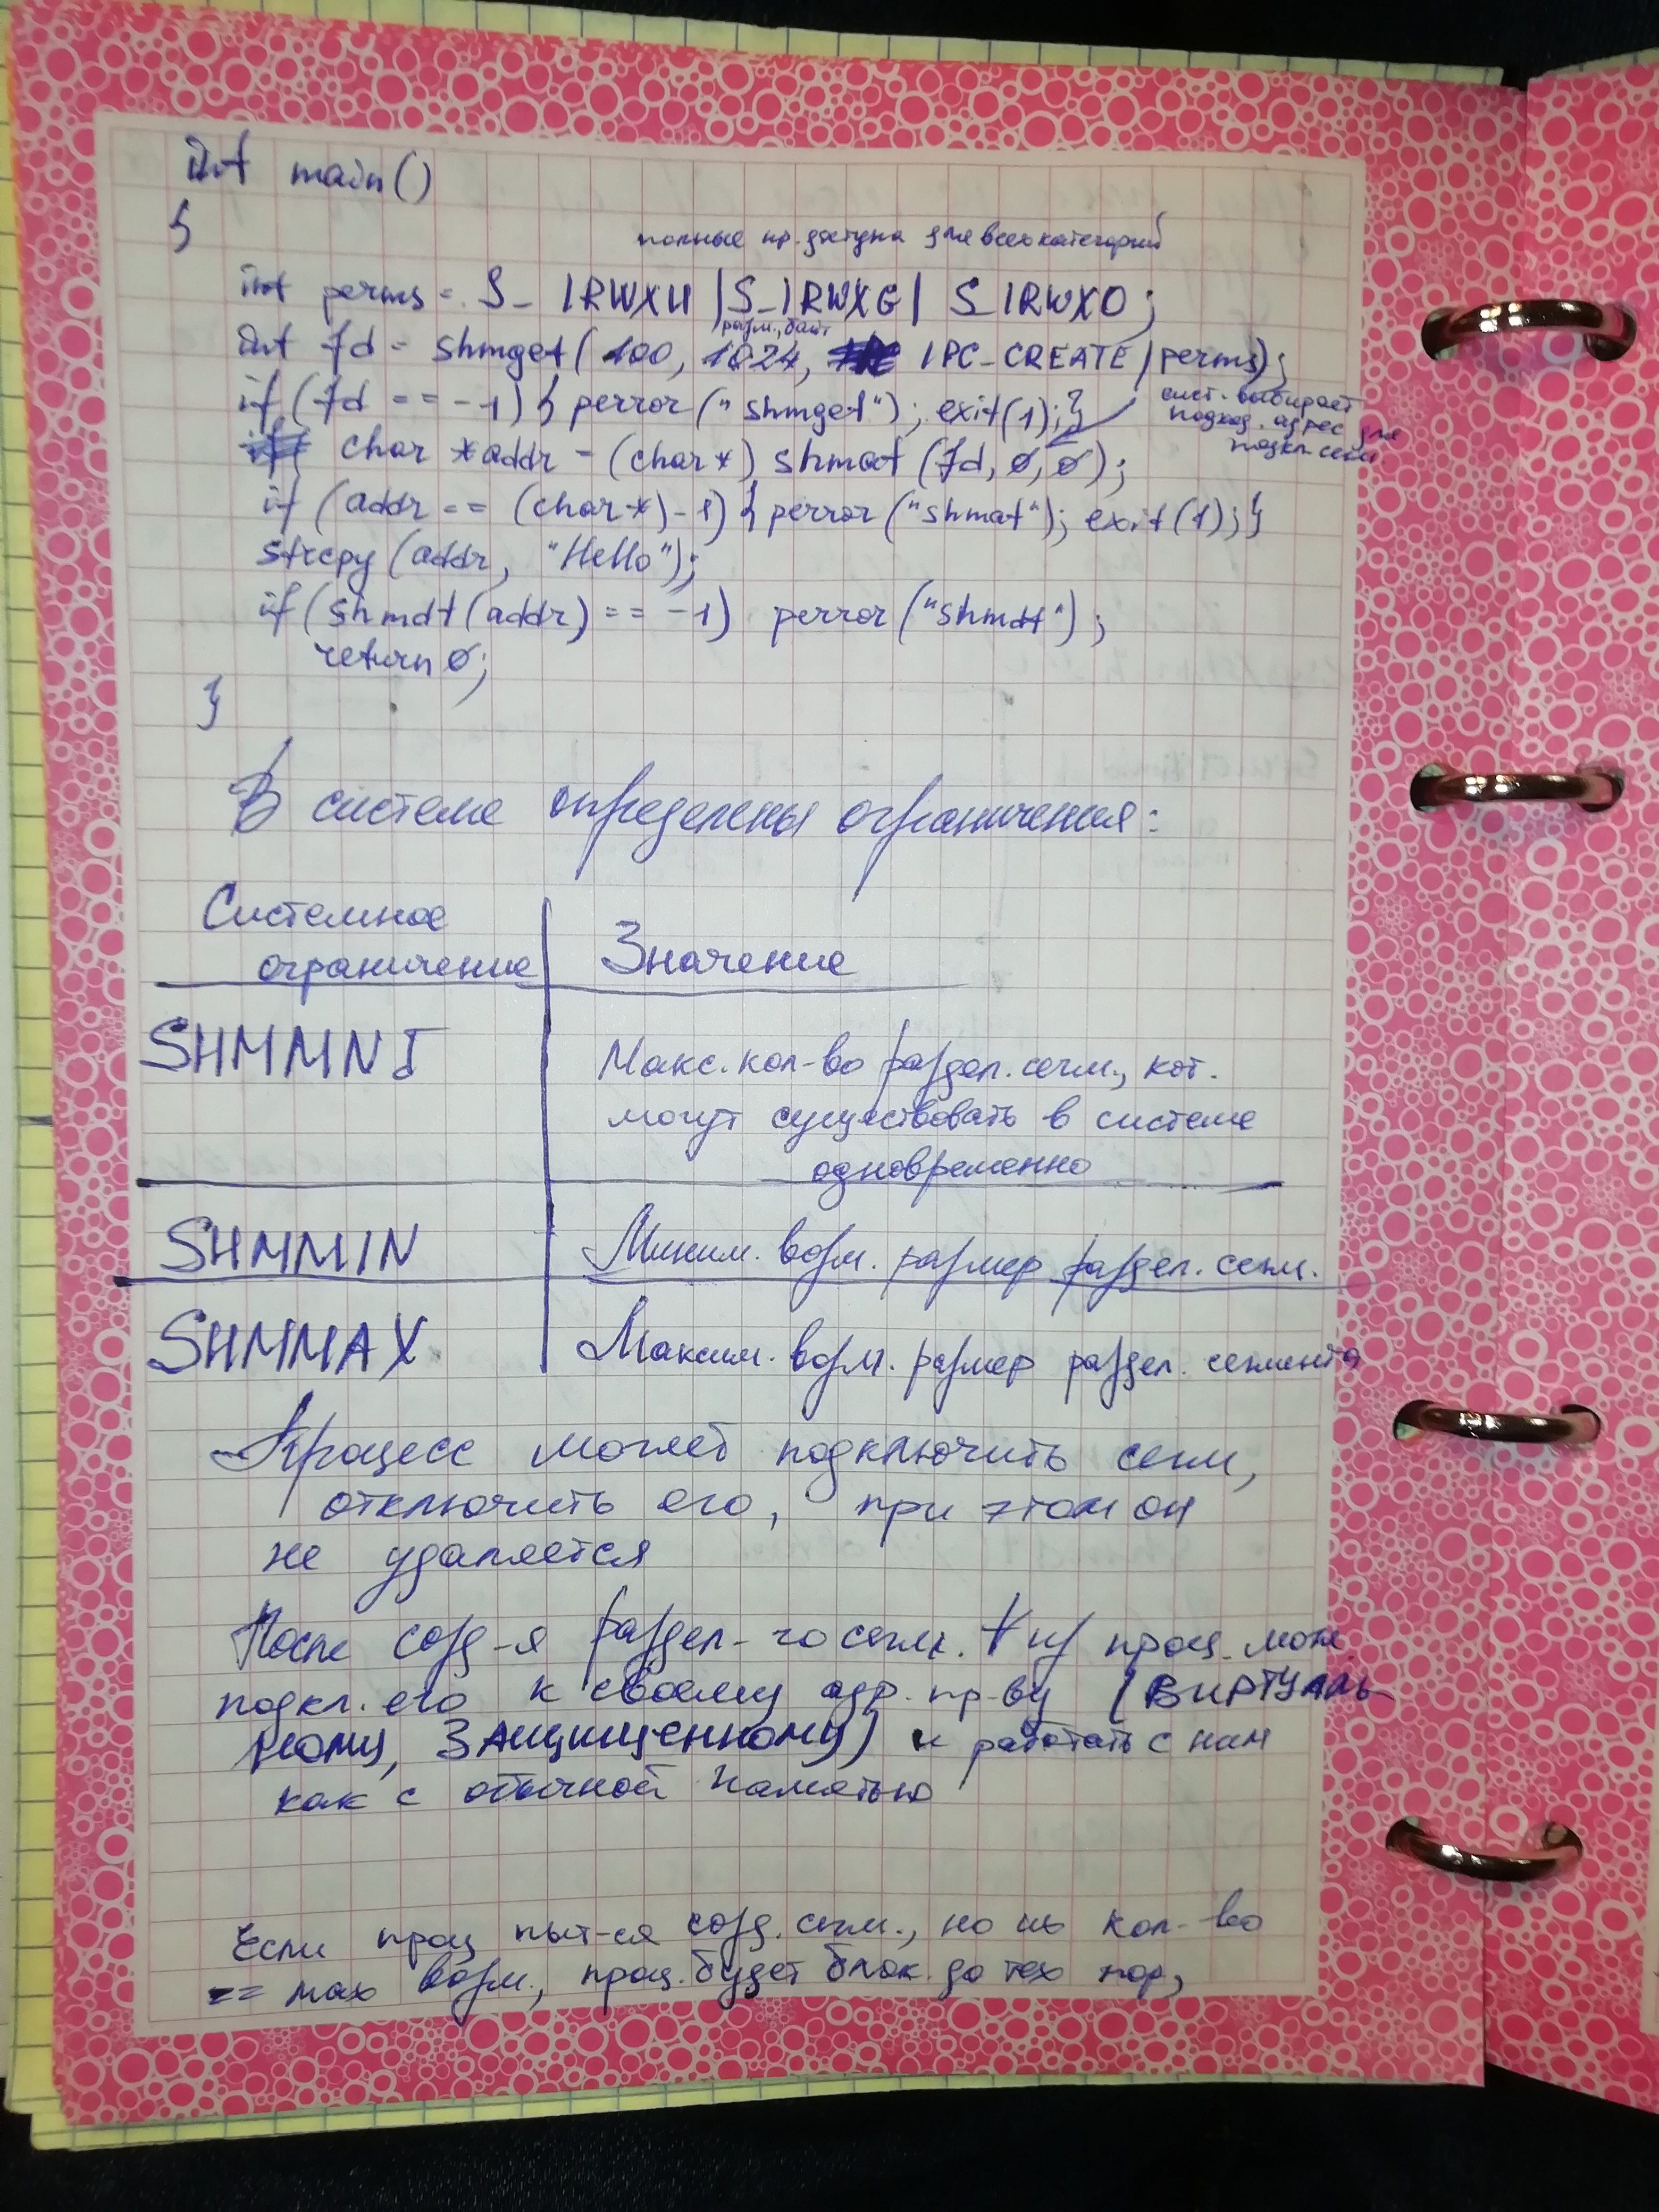 int main()
{
полные пр. доступа для всех категорий
int perms = S_IRWXU | S_IRWXG | S_IRWXO;
разм., байт
int fd = shmget(100, 1024, IPC_CREATE | perms);
if (fd == -1) { perror("shmget"); exit(1); }
сист. выбирает
подход. адрес для
подкл. сегм
char *addr = (char*) shmat (fd, 0, 0);
if (addr == (char*) -1) { perror("shmat"); exit(1); }
strcpy (addr, "Hello");
if (shmdt (addr) == -1) perror ("shmdt");
return 0;
}
В системе определены ограничения:
Системное
ограничение
Значение
SHMMNI
Макс. кол-во раздел. сегм., кот.
могут существовать в системе
одновременно
SHMMIN
Миним. возм. размер раздел. сегм.
SHMMAX
Максим. возм. размер раздел. сегмента
Процесс может подключить сегм,
отключить его, при этом он
не удаляется
После созд-я раздел-го сегм. ∀ из проц. мож
подкл. его к своему адр. пр-ву (ВИРТУАЛЬ-
НОМУ, ЗАЩИЩЕННОМУ) и работать с ним
как с обычной памятью
Если проц пыт-ся созд. сегм., но их кол-во
== max возм., проц. будет блок. до тех пор,